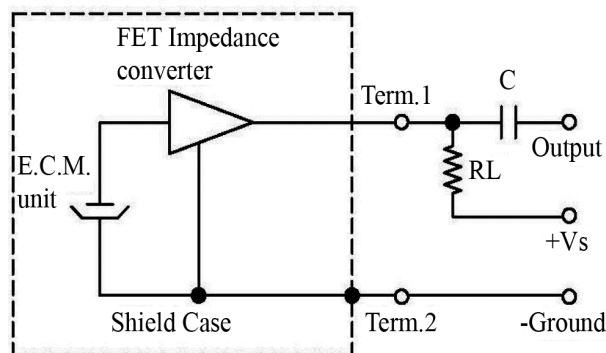 FET Impedance
converter
Term.1
C
Output
E.C.M.
unit
RL
+Vs
Shield Case
Term.2
-Ground